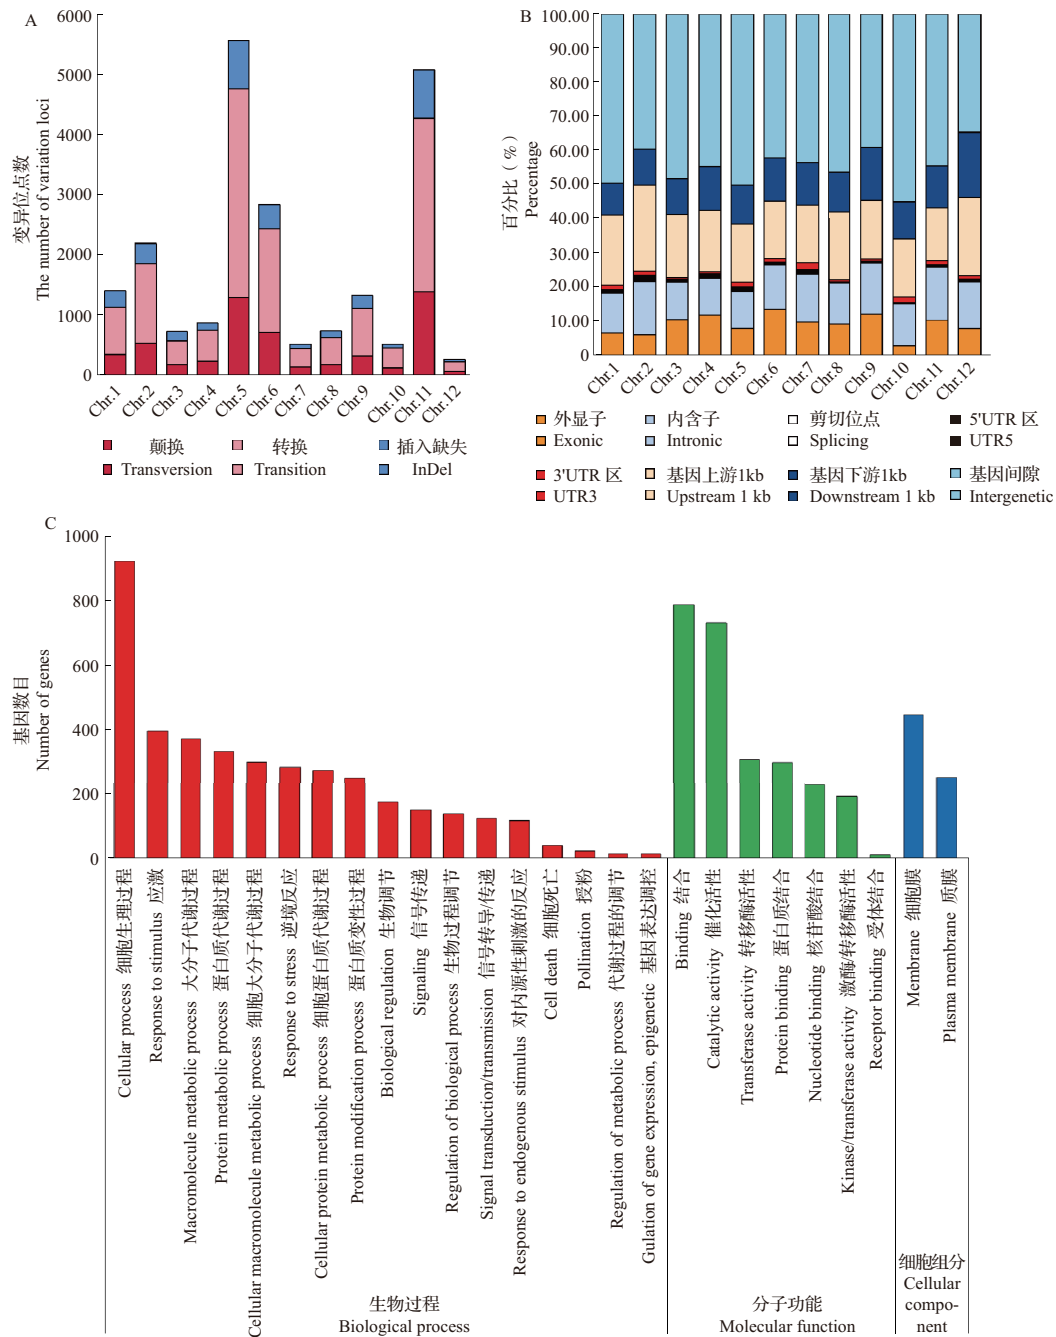 A
变异位点数
The number of variation loci
6000
5000
4000
3000
2000
1000
0
Chr.1
Chr.2
Chr.3
Chr.4
Chr.5
Chr.6
Chr.7
Chr.8
Chr.9
Chr.10
Chr.11
Chr.12
颠换
转换
插入缺失
Transversion
Transition
InDel
B
百分比（%）
Percentage
100.00
90.00
80.00
70.00
60.00
50.00
40.00
30.00
20.00
10.00
0
Chr.1
Chr.2
Chr.3
Chr.4
Chr.5
Chr.6
Chr.7
Chr.8
Chr.9
Chr.10
Chr.11
Chr.12
外显子
内含子
剪切位点
5'UTR 区
Exonic
Intronic
Splicing
UTR5
3'UTR 区
基因上游1kb
基因下游1kb
基因间隙
UTR3
Upstream 1 kb
Downstream 1 kb
Intergenetic
C
基因数目
Number of genes
1000
800
600
400
200
0
Cellular process 细胞生理过程
Response to stimulus 应激
Macromolecule metabolic process 大分子代谢过程
Protein metabolic process 蛋白质代谢过程
Cellular macromolecule metabolic process 细胞大分子代谢过程
Response to stress 逆境反应
Cellular protein metabolic process 细胞蛋白质代谢过程
Protein modification process 蛋白质变性过程
Biological regulation 生物调节
Signaling 信号传递
Regulation of biological process 生物过程调节
Signal transduction/transmission 信号转导/传递
Response to endogenous stimulus 对内源性刺激的反应
Cell death 细胞死亡
Pollination 授粉
Regulation of metabolic process 代谢过程的调节
Gulation of gene expression, epigenetic 基因表达调控
Binding 结合
Catalytic activity 催化活性
Transferase activity 转移酶活性
Protein binding 蛋白质结合
Nucleotide binding 核苷酸结合
Kinase/transferase activity 激酶/转移酶活性
Receptor binding 受体结合
Membrane 细胞膜
Plasma membrane 质膜
生物过程
Biological process
分子功能
Molecular function
细胞组分
Cellular
compo-
nent